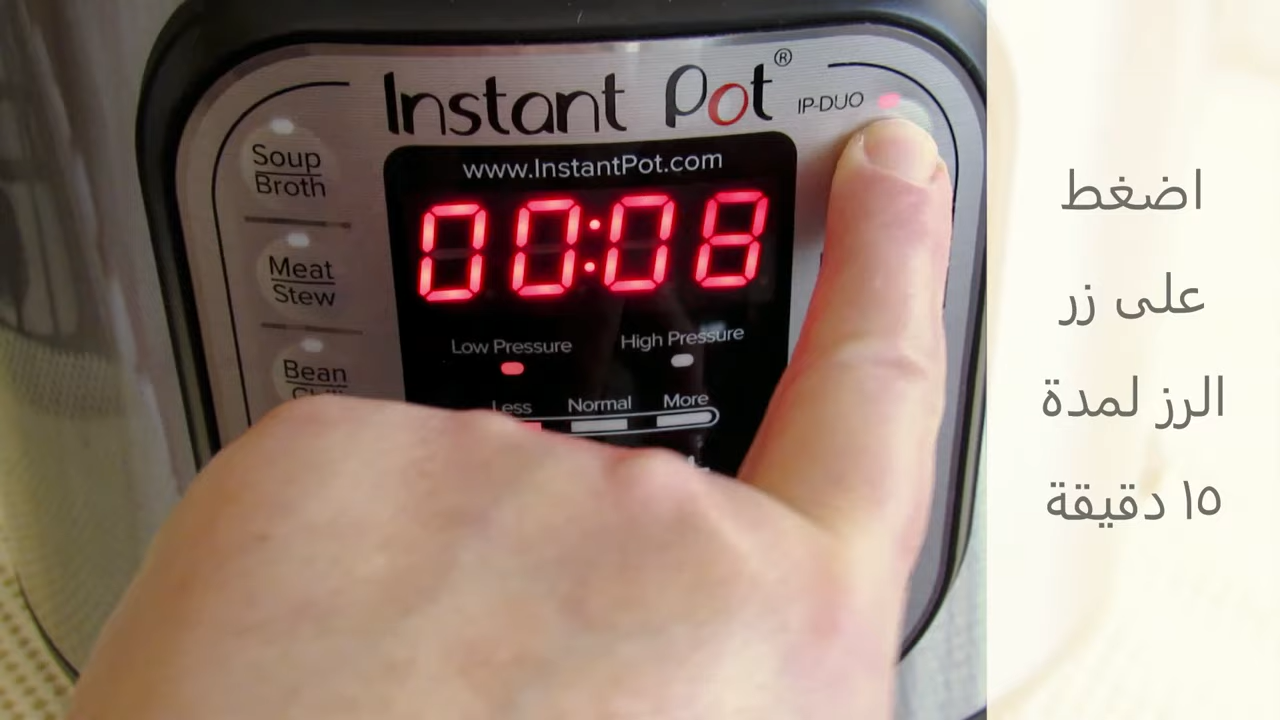 Instant Pot®
IP-DUO
www.InstantPot.com
00:08
Soup
Broth
Meat
Stew
Bean
Low Pressure
High Pressure
Less
Normal
More
اضغط
على زر
الرز لمدة
١٥ دقيقة